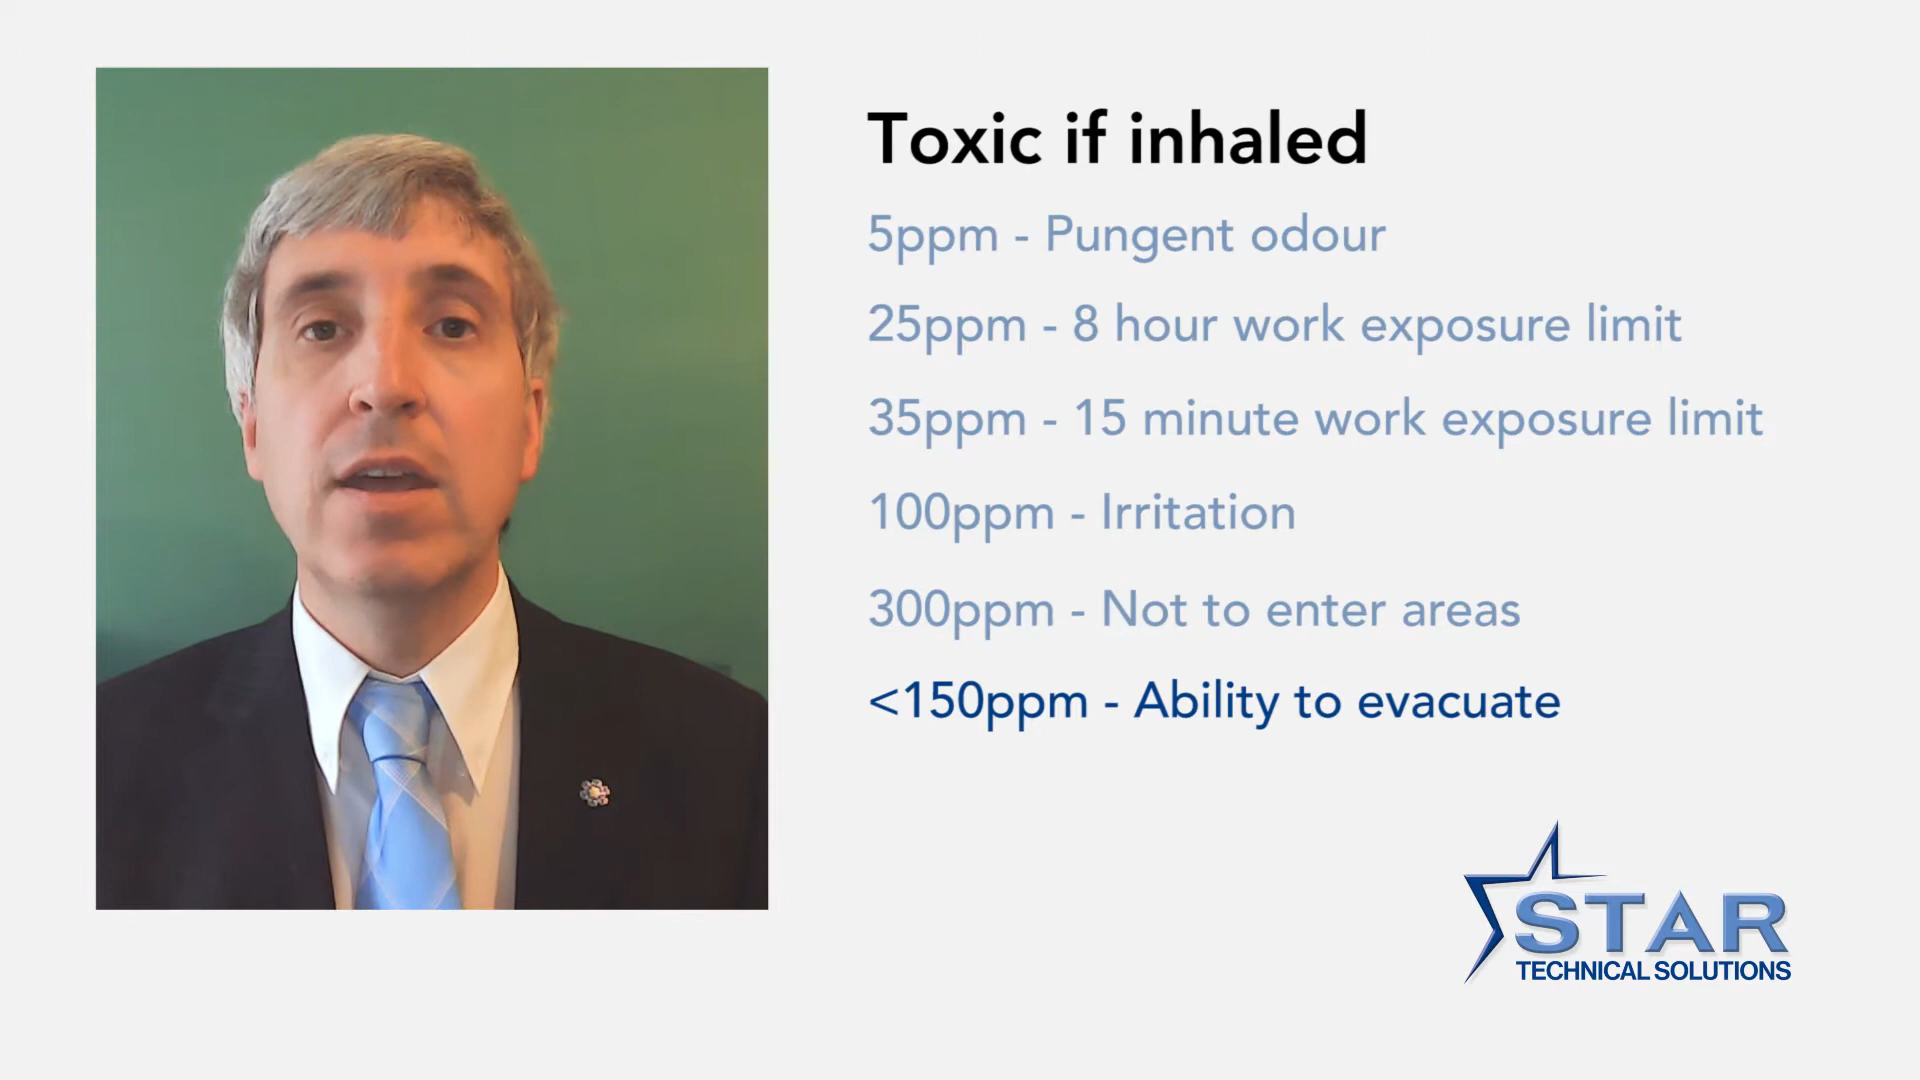 Toxic if inhaled
5ppm - Pungent odour
25ppm - 8 hour work exposure limit
35ppm - 15 minute work exposure limit
100ppm - Irritation
300ppm - Not to enter areas
<150ppm - Ability to evacuate
STAR
TECHNICAL SOLUTIONS